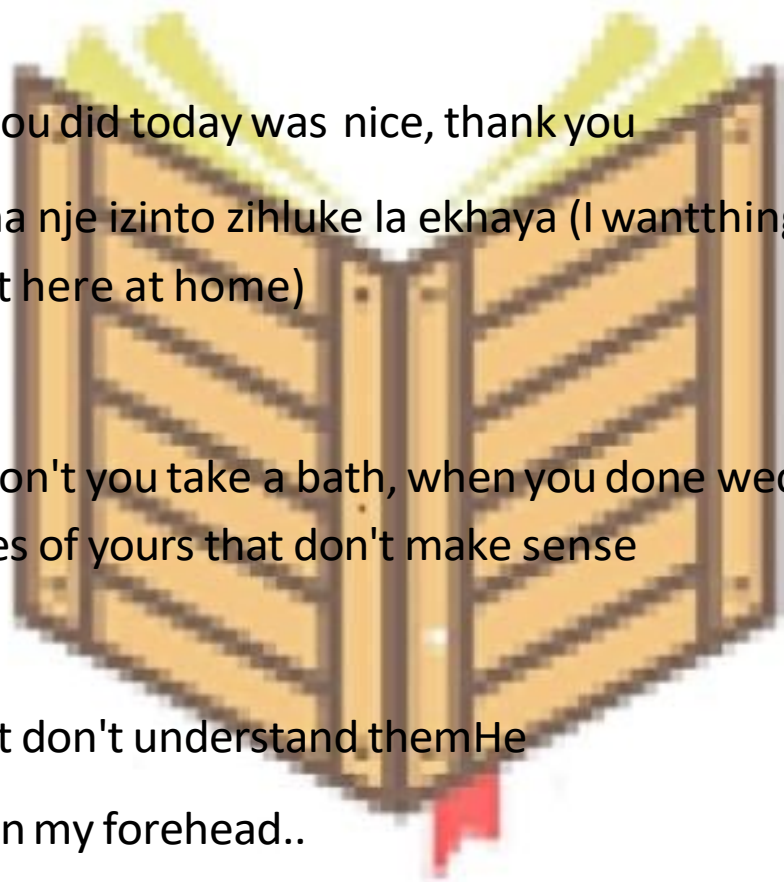 ou did today was nice, thank you
a nje izinto zihluke la ekhaya (I wantthing
t here at home)
on't you take a bath, when you done wec
es of yours that don't make sense
t don't understand themHe
n my forehead..